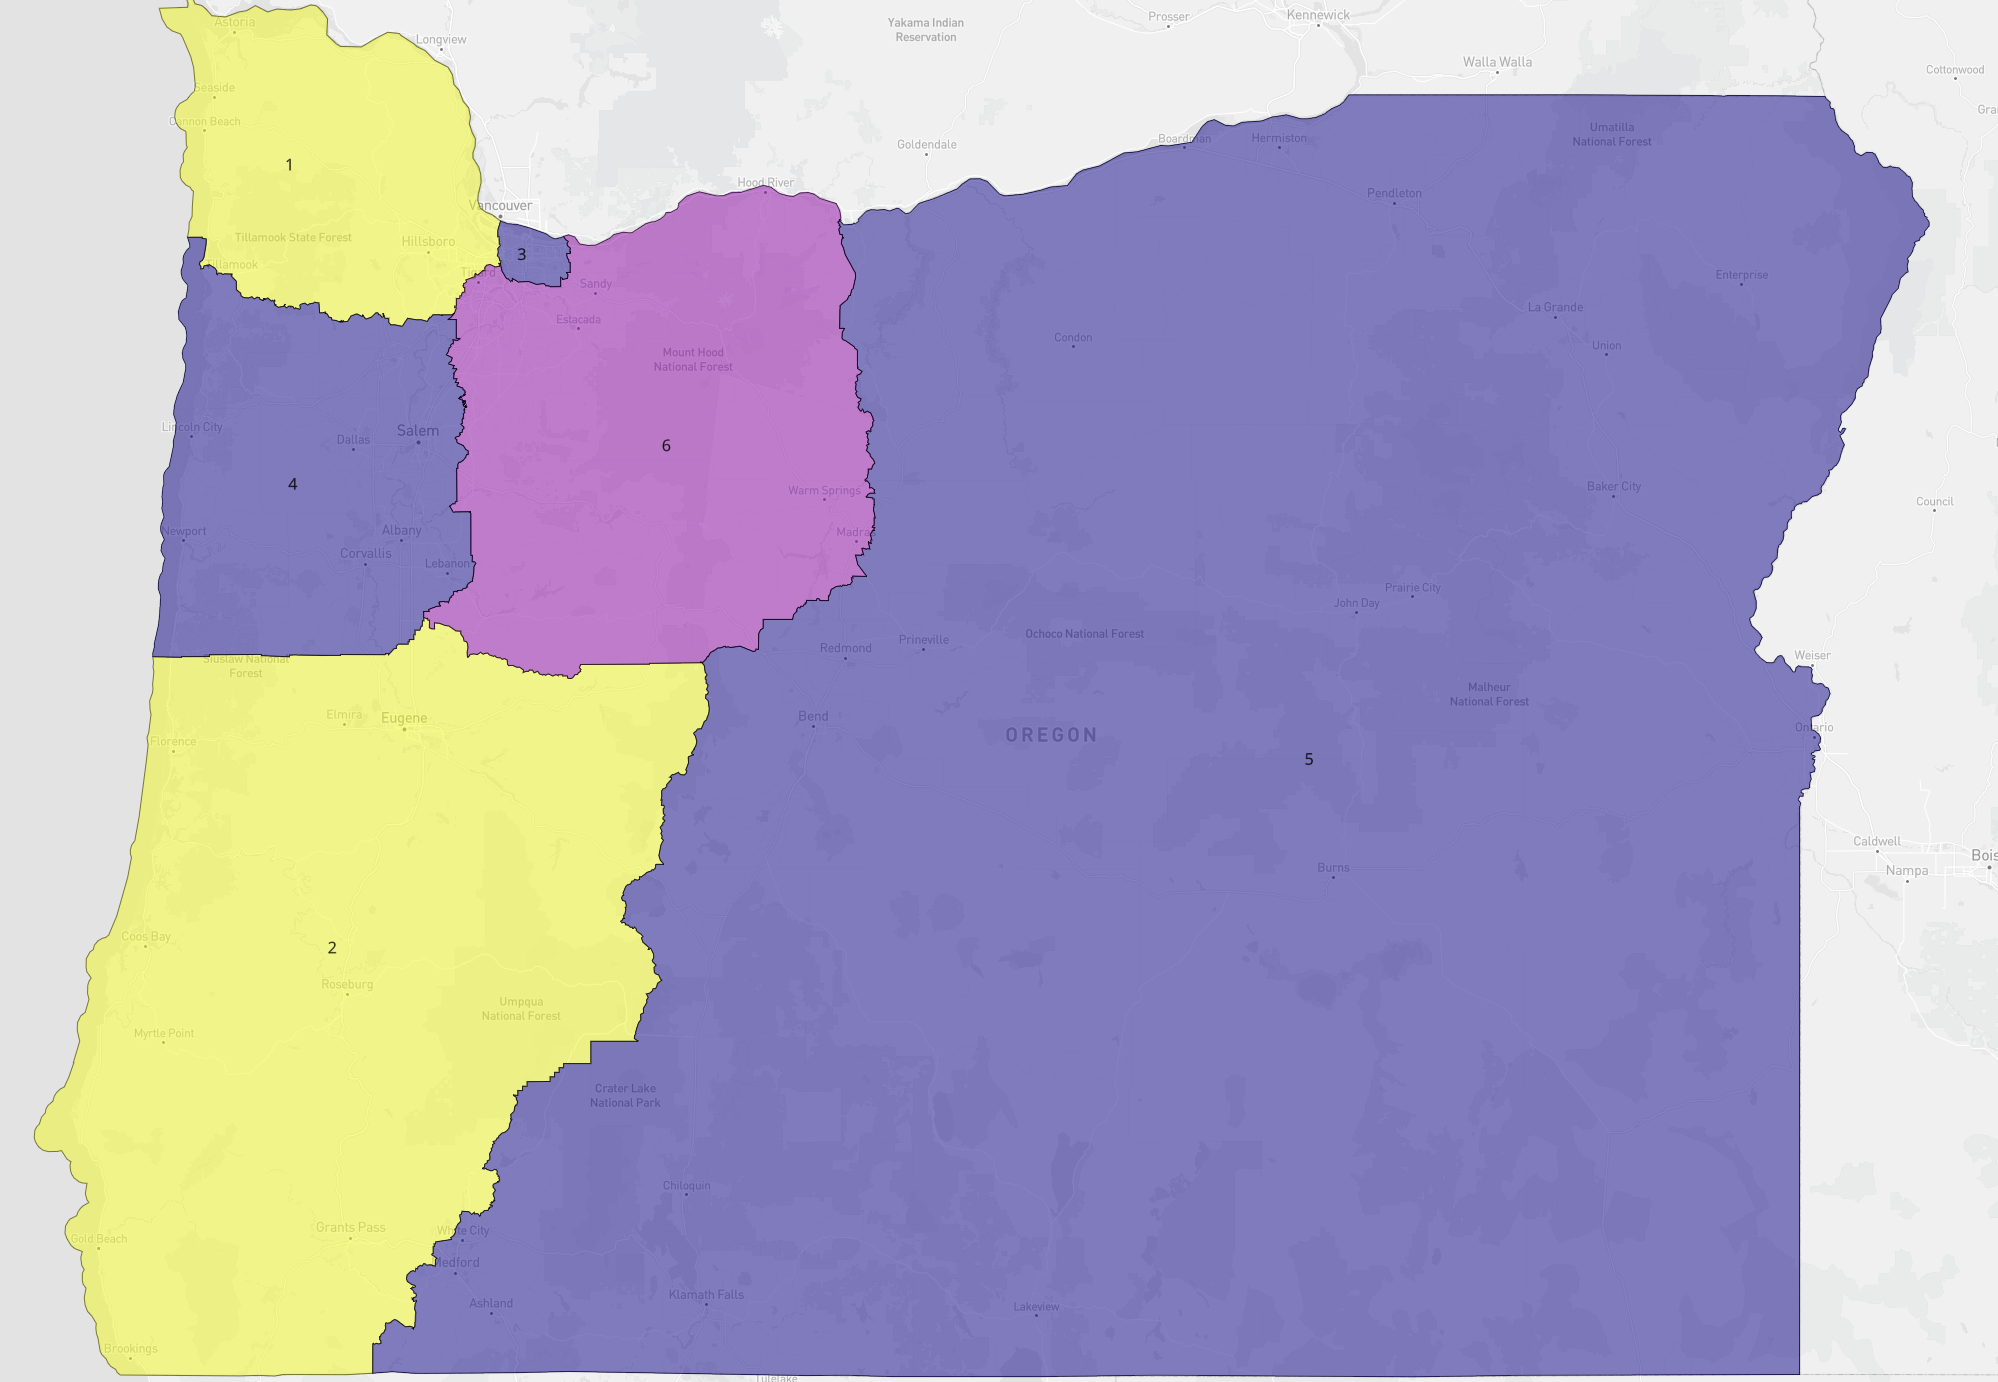 Astoria
Longview
Yakama Indian
Reservation
Prosser
Kennewick
Walla Walla
Cottonwood
Gra
Seaside
Cannon Beach
1
Goldendale
Boardman
Hermiston
Umatilla
National Forest
Hood River
Vancouver
Pendleton
Tillamook State Forest
Hillsboro
3
Tillamook
Tigard
Sandy
Enterprise
Estacada
La Grande
Condon
Union
Mount Hood
National Forest
Lincoln City
Dallas
Salem
6
4
Warm Springs
Baker City
Council
Newport
Albany
Madras
Corvallis
Lebanon
Prairie City
John Day
Ochoco National Forest
Prineville
Redmond
Weiser
Siuslaw National
Forest
Malheur
National Forest
Elmira
Eugene
Bend
Florence
OREGON
Ontario
5
Caldwell
Bois
Burns
Nampa
Coos Bay
2
Roseburg
Umpqua
National Forest
Myrtle Point
Crater Lake
National Park
Chiloquin
Grants Pass
White City
Gold Beach
Medford
Klamath Falls
Ashland
Lakeview
Brookings
Tulelake